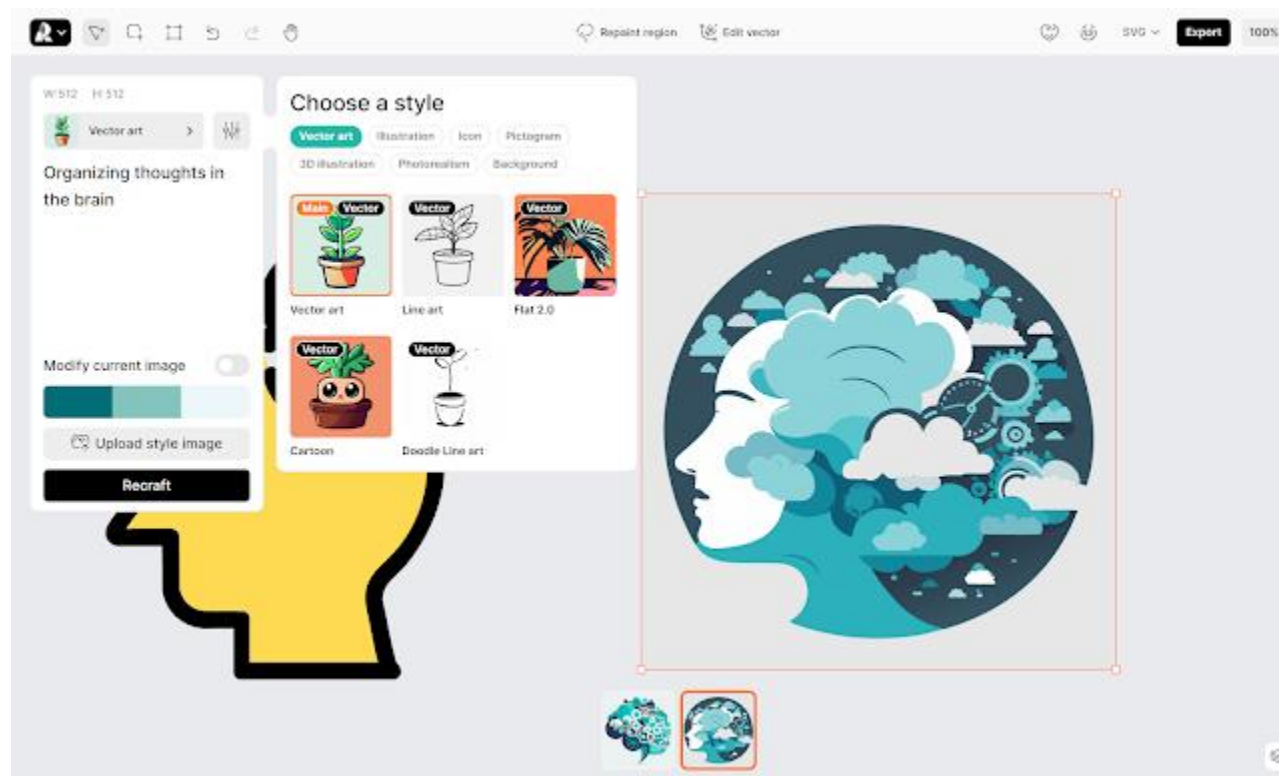 Repaint region Edit vector SVG Export 100%
W 512 H 512
Vector art
Organizing thoughts in
the brain
Modify current image
Upload style image
Recraft
Choose a style
Vector art Illustration Icon Pictogram
3D illustration Photorealism Background
Main Vector Vector Vector
Vector art Line art Flat 2.0
Vector Vector
Cartoon Doodle Line art